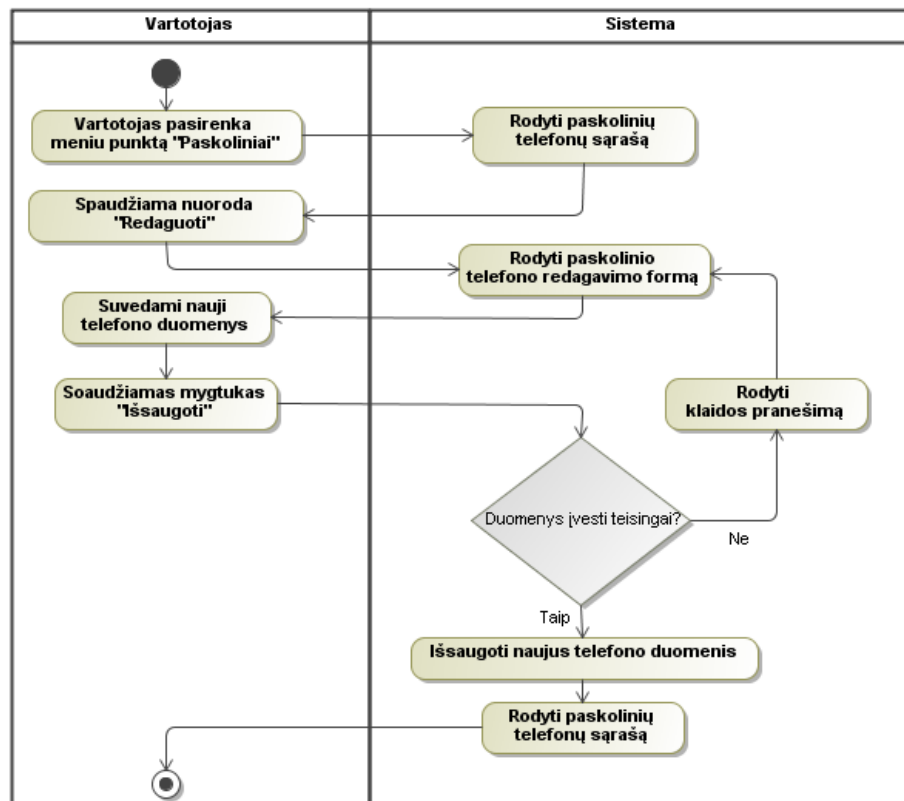 Vartotojas
Sistema
Vartotojas pasirenka
meniu punktą "Paskoliniai"
Rodyti paskolinių
telefonų sąrašą
Spaudžiama nuoroda
"Redaguoti"
Rodyti paskolinio
telefono redagavimo formą
Suvedami nauji
telefono duomenys
Soaudžiamas mygtukas
"Išsaugoti"
Rodyti
klaidos pranešimą
Duomenys įvesti teisingai?
Ne
Taip
Išsaugoti naujus telefono duomenis
Rodyti paskolinių
telefonų sąrašą